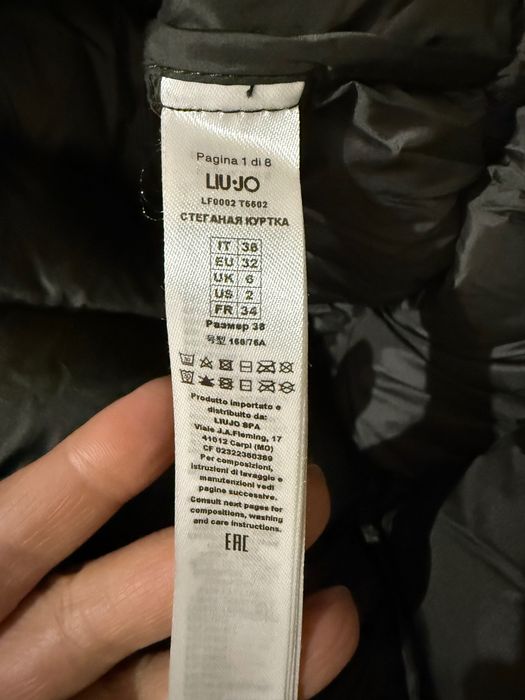 Pagina 1 di 8
LIU·JO
LF0002 T5602
СТЕГАНАЯ КУРТКА
IT 38
EU 32
UK 6
US 2
FR 34
Размер 38
号型 160/76A
Prodotto importato e
distribuito da:
LIUJO SPA
Viale J.A.Fleming, 17
41012 Carpi (MO)
CF 02322360369
Per composizioni,
istruzioni di lavaggio e
manutenzioni vedi
pagine successive.
Consult next pages for
compositions, washing
and care instructions.
EAC